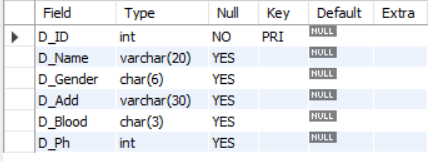 Field Type Null Key Default Extra
D_ID int NO PRI NULL
D_Name varchar(20) YES NULL
D_Gender char(6) YES NULL
D_Add varchar(30) YES NULL
D_Blood char(3) YES NULL
D_Ph int YES NULL